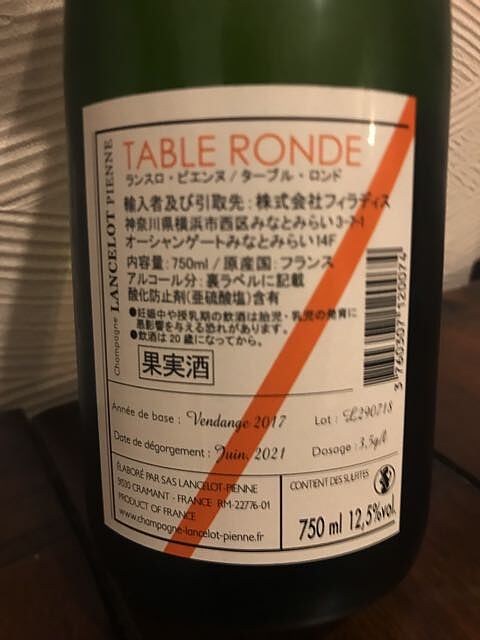 Champagne LANCELOT PIENNE
TABLE RONDE
ランスロ・ピエンヌ / ターブル・ロンド
輸入者及び引取先：株式会社フィラディス
神奈川県横浜市西区みなとみらい3-7-1
オーシャンゲートみなとみらい14F
内容量：750ml / 原産国：フランス
アルコール分：裏ラベルに記載
酸化防止剤(亜硫酸塩)含有
●妊娠中や授乳期の飲酒は胎児・乳児の発育に
悪影響を与える恐れがあります。
●飲酒は20歳になってから。
果実酒
3 760307 120074
Année de base : Vendange 2017
Lot : L290718
Date de dégorgement : Juin, 2021
Dosage : 3,5g/l
ÉLABORÉ PAR SAS LANCELOT-PIENNE
51530 CRAMANT - FRANCE RM-22776-01
PRODUCT OF FRANCE
www.champagne-lancelot-pienne.fr
CONTIENT DES SULFITES
750 ml 12,5%vol.